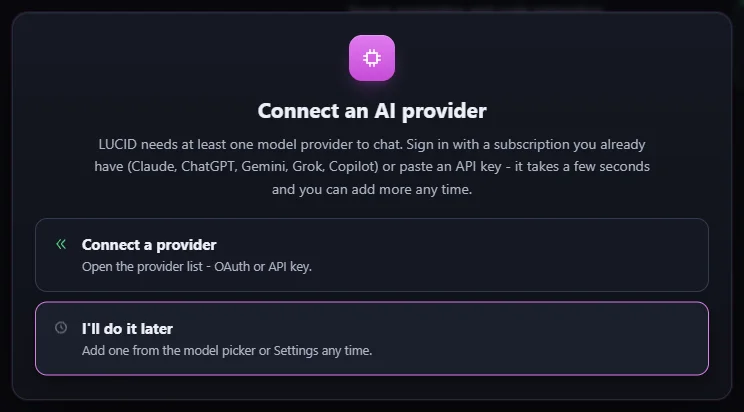 Connect an AI provider
LUCID needs at least one model provider to chat. Sign in with a subscription you already
have (Claude, ChatGPT, Gemini, Grok, Copilot) or paste an API key - it takes a few seconds
and you can add more any time.
Connect a provider
Open the provider list - OAuth or API key.
I'll do it later
Add one from the model picker or Settings any time.